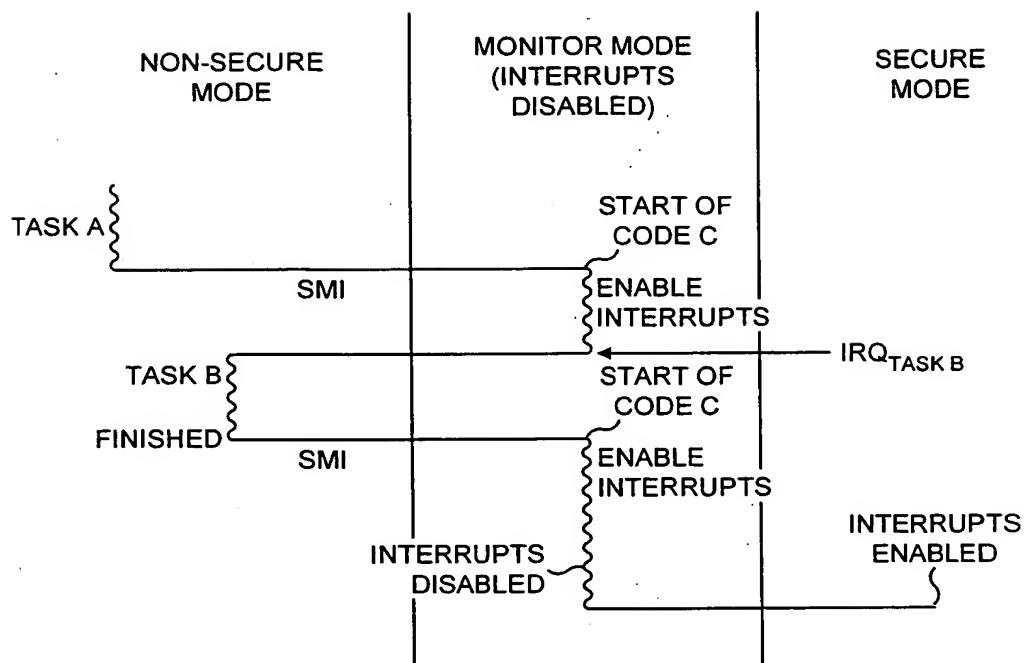 NON-SECURE
MODE
MONITOR MODE
(INTERRUPTS
DISABLED)
SECURE
MODE
TASK A
START OF
CODE C
SMI
ENABLE
INTERRUPTS
TASK B
IRQTASK B
START OF
CODE C
FINISHED
SMI
ENABLE
INTERRUPTS
INTERRUPTS
DISABLED
INTERRUPTS
ENABLED